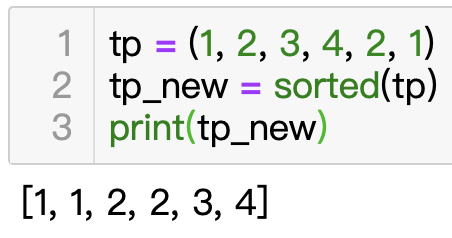 1 tp = (1, 2, 3, 4, 2, 1)
2 tp_new = sorted(tp)
3 print(tp_new)
[1, 1, 2, 2, 3, 4]